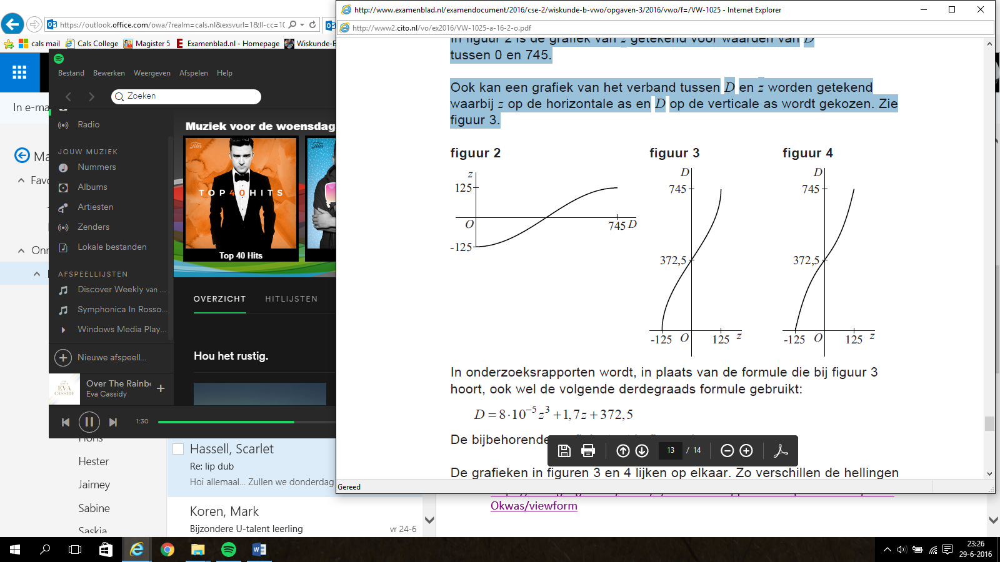 http://www.examenblad.nl/examendocument/2016/cse-2/wiskunde-b-vwo/opgaven-3/2016/vwo/f=/VW-1025 - Internet Explorer
http://www2.cito.nl/vo/ex2016/VW-1025-a-16-2-o.pdf
https://outlook.office.com/owa/?realm=cals.nl&exsvurl=1&ll-cc=10
cals mail
Cals College
Magister 5
Examenblad.nl - Homepage
Wiskunde-B
In e-ma
Ma
Favo
Onr
Bestand Bewerken Weergeven Afspelen Help
Zoeken
Radio
JOUW MUZIEK
Nummers
Albums
Artiesten
Zenders
Lokale bestanden
AFSPEELLIJSTEN
Discover Weekly van ...
Symphonica In Rosso...
Windows Media Play...
Nieuwe afspeell...
Over The Rainb
Eva Cassidy
EVA
CASSIDY
1:30
Muziek voor de woensdag
Filtr
TOP 40 HITS
Top 40 Hits
Filtr
OVERZICHT HITLIJSTEN
Hou het rustig.
In figuur 2 is de grafiek van z getekend voor waarden van D
tussen 0 en 745.
Ook kan een grafiek van het verband tussen D en z worden getekend
waarbij z op de horizontale as en D op de verticale as wordt gekozen. Zie
figuur 3.
figuur 2
z
125
O
745 D
-125
figuur 3
D
745
372,5
-125 O 125 z
figuur 4
D
745
372,5
-125 O 125 z
In onderzoeksrapporten wordt, in plaats van de formule die bij figuur 3
hoort, ook wel de volgende derdegraads formule gebruikt:
D = 8·10⁻⁵z³ + 1,7z + 372,5
De bijbehorende
13 / 14
De grafieken in figuren 3 en 4 lijken op elkaar. Zo verschillen de hellingen
Gereed
Okwas/viewform
Hons
Hester
Jaimey
Sabine
Saskia
Hassell, Scarlet
Re: lip dub
Hoi allemaal... Zullen we donderdag
Koren, Mark
Bijzondere U-talent leerling
vr 24-6
23:26
29-6-2016